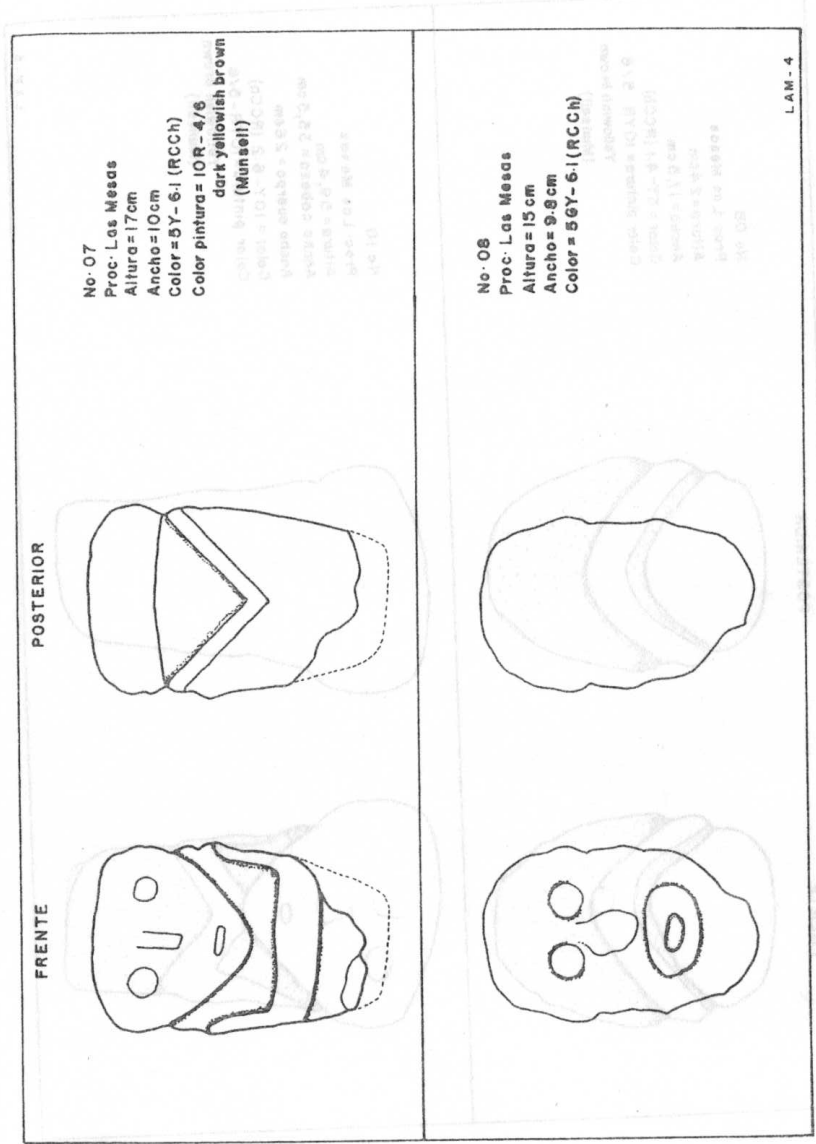 FRENTE
POSTERIOR
No. 07
Proc. Las Mesas
Altura = 17cm
Ancho = 10cm
Color = 5Y - 6.1 (RCCh)
Color pintura = 10R - 4/6
dark yellowish brown
(Munsell)
No. 08
Proc. Las Mesas
Altura = 15 cm
Ancho = 9.8 cm
Color = 5GY - 6.1 (RCCh)
LAM - 4